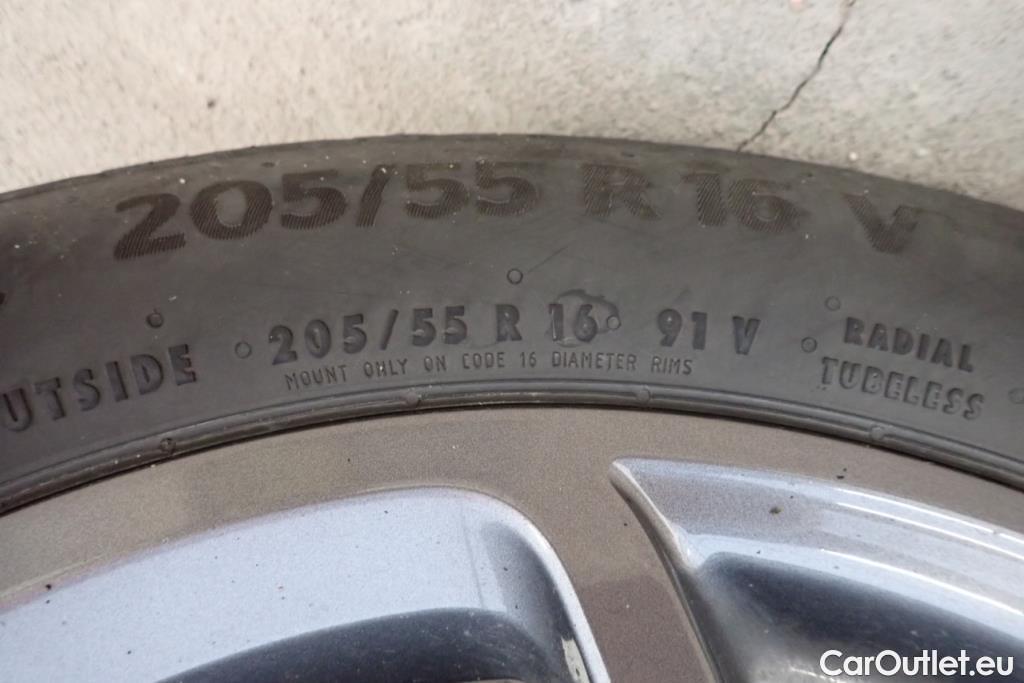 205/55 R 16 V
UTSIDE
205/55 R 16 91 V
MOUNT ONLY ON CODE 16 DIAMETER RIMS
RADIAL
TUBELESS
CarOutlet.eu